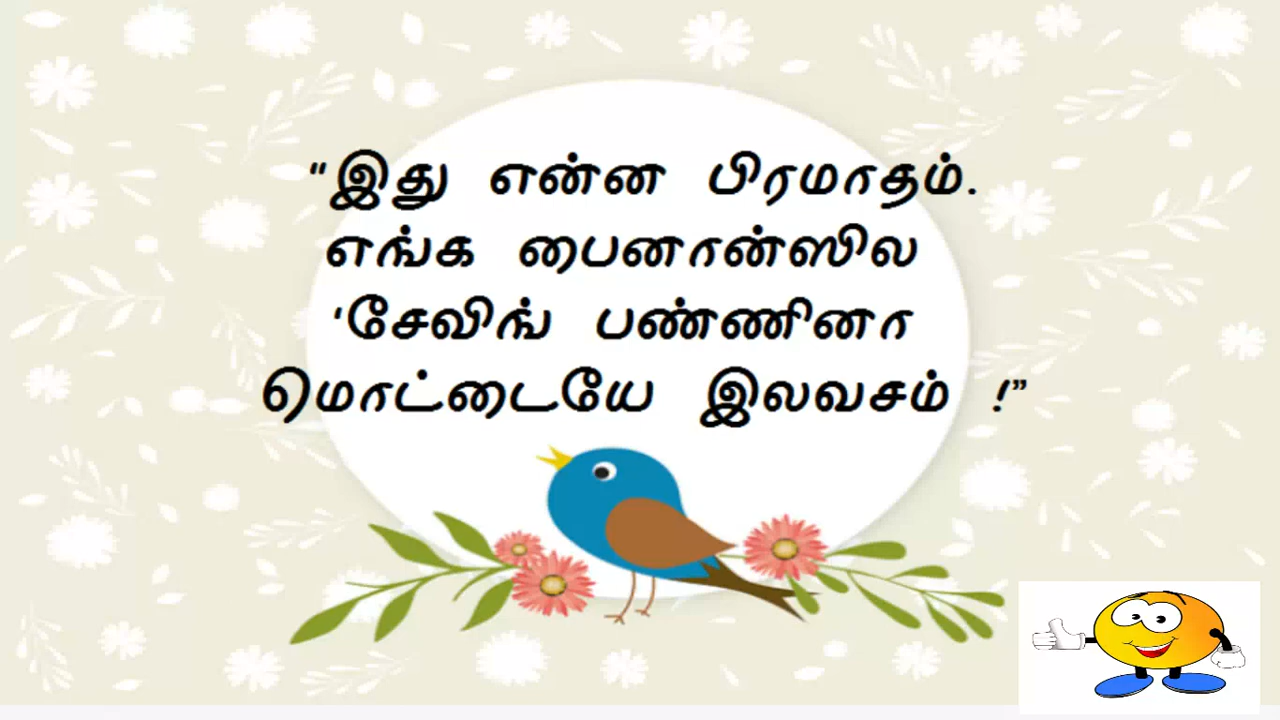 “இது என்ன பிரமாதம்.
எங்க பைனான்ஸில
‘சேவிங் பண்ணினா
மொட்டையே இலவசம் !”